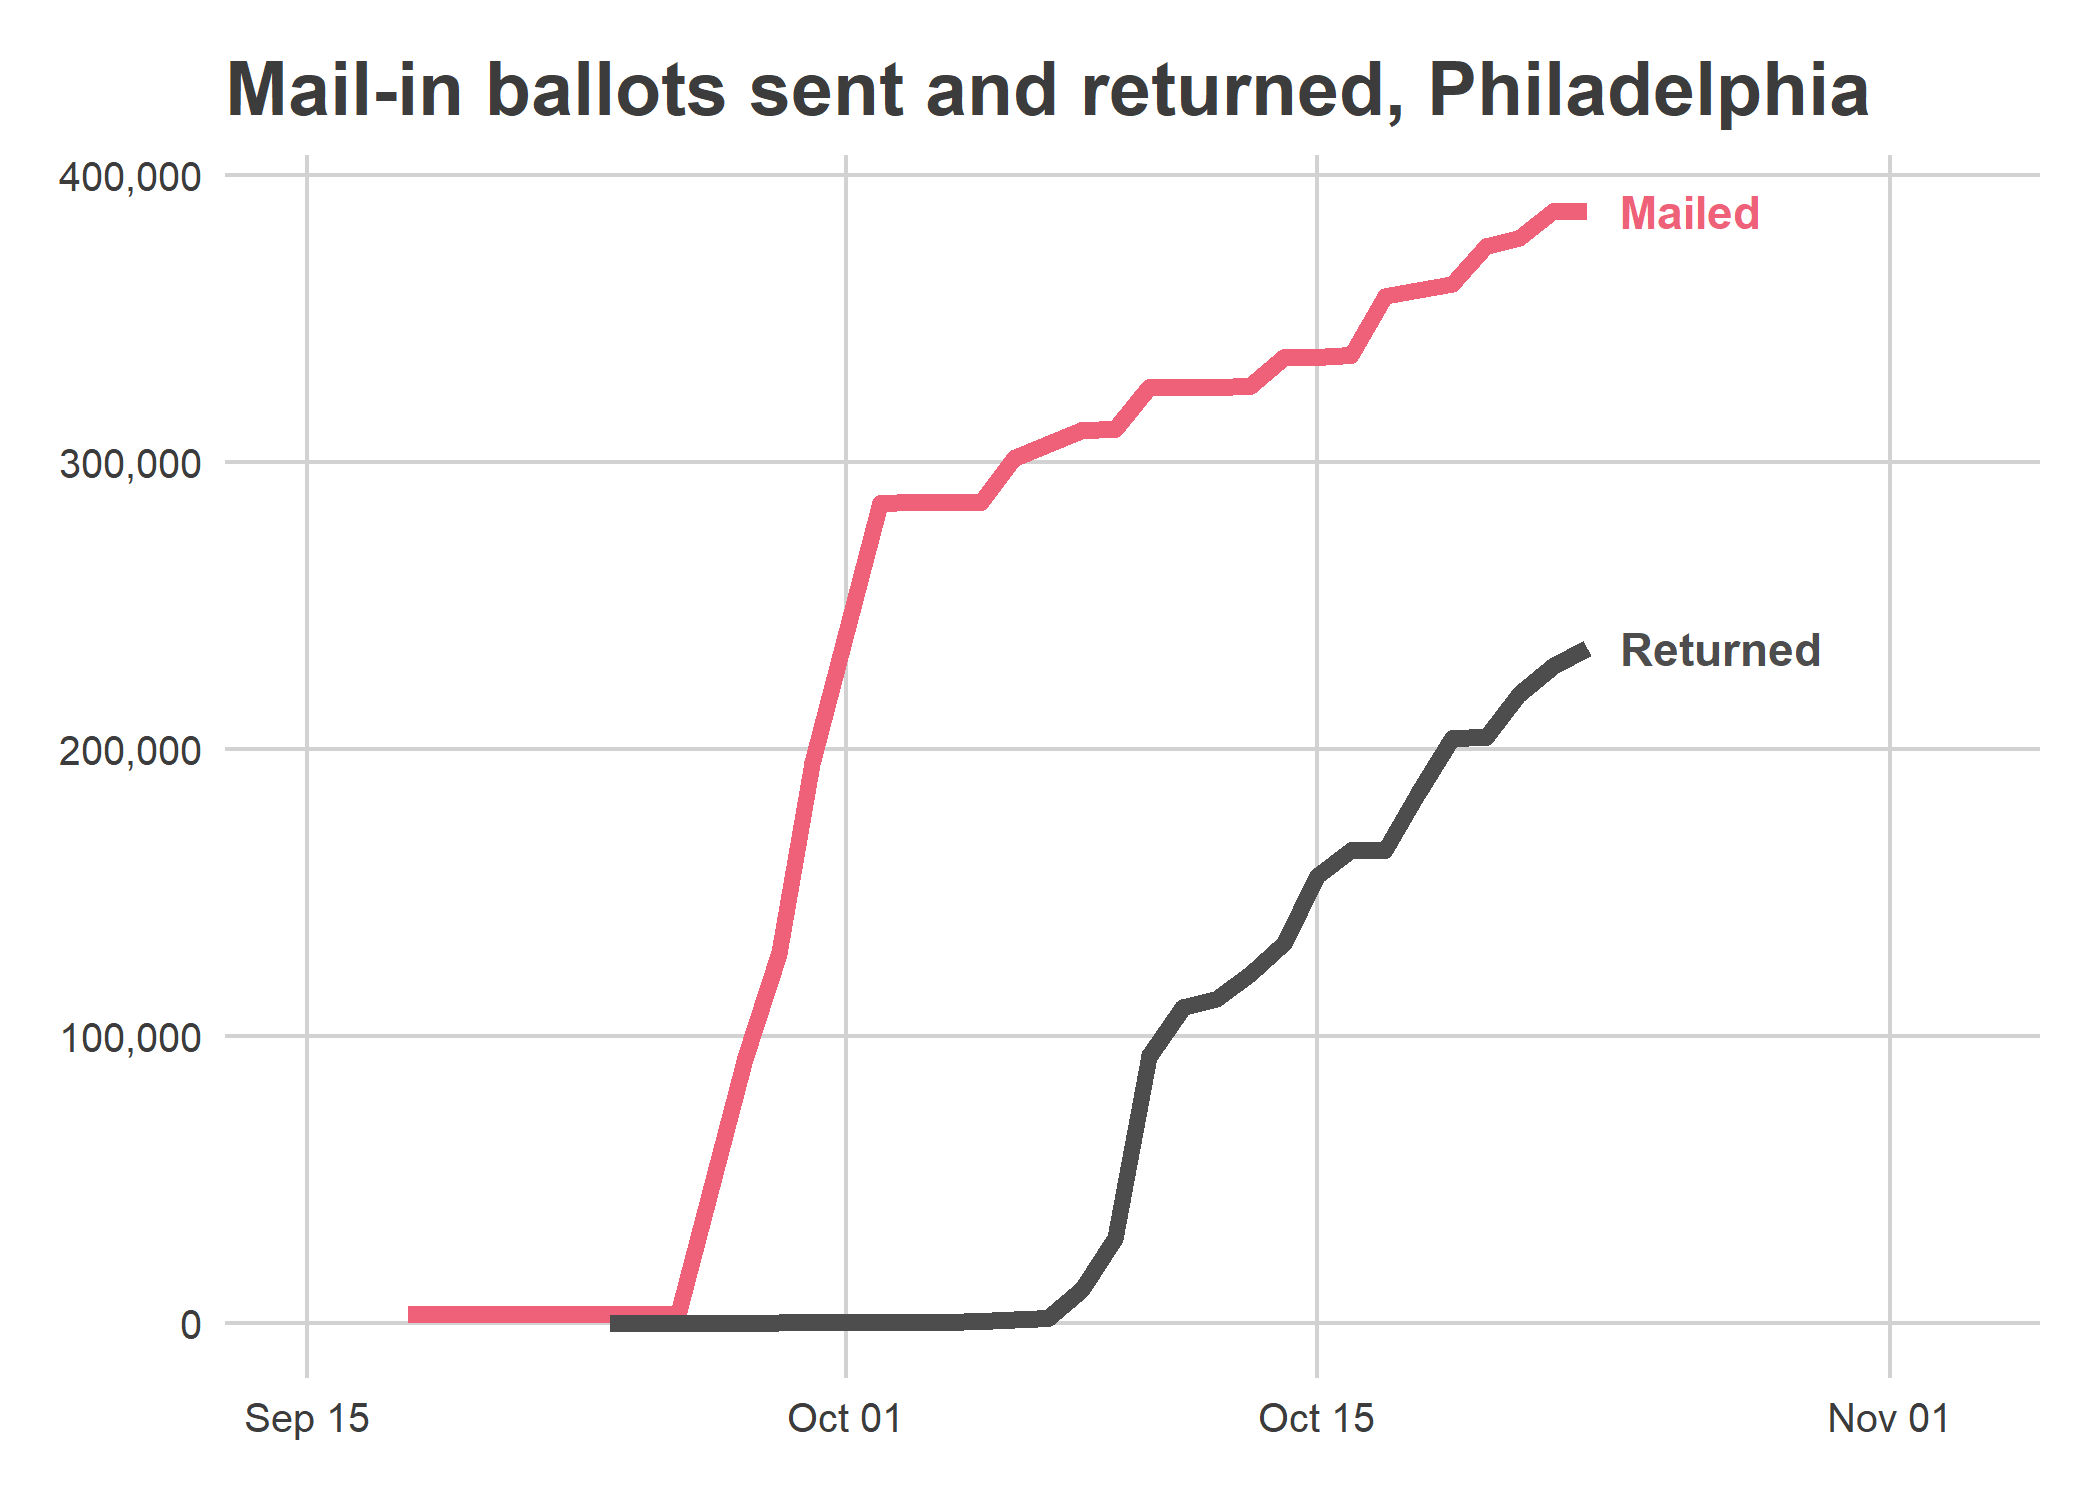 Mail-in ballots sent and returned, Philadelphia
400,000
Mailed
300,000
Returned
200,000
100,000
0
Sep 15
Oct 01
Oct 15
Nov 01